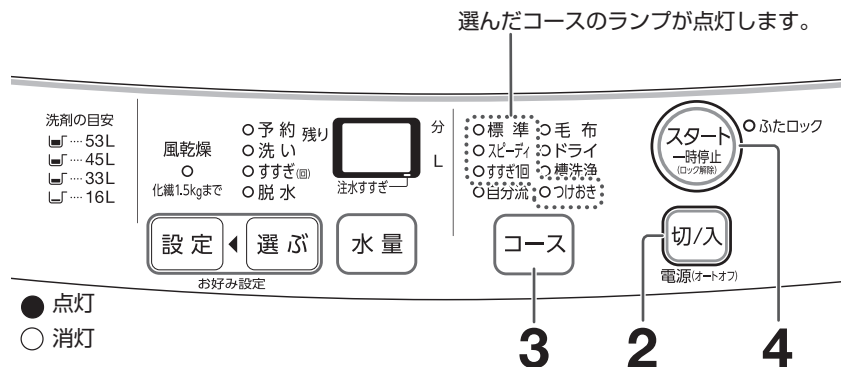 選んだコースのランプが点灯します。
洗剤の目安
53L
45L
33L
16L
風乾燥
化繊1.5kgまで
予約
洗い
すすぎ(回)
脱水
残り
分
L
注水すすぎ
標準
スピーディ
すすぎ1回
自分流
毛布
ドライ
槽洗浄
つけおき
スタート
一時停止
(ロック解除)
ふたロック
設定
選ぶ
お好み設定
水量
コース
切/入
電源(オートオフ)
点灯
消灯
3
2
4